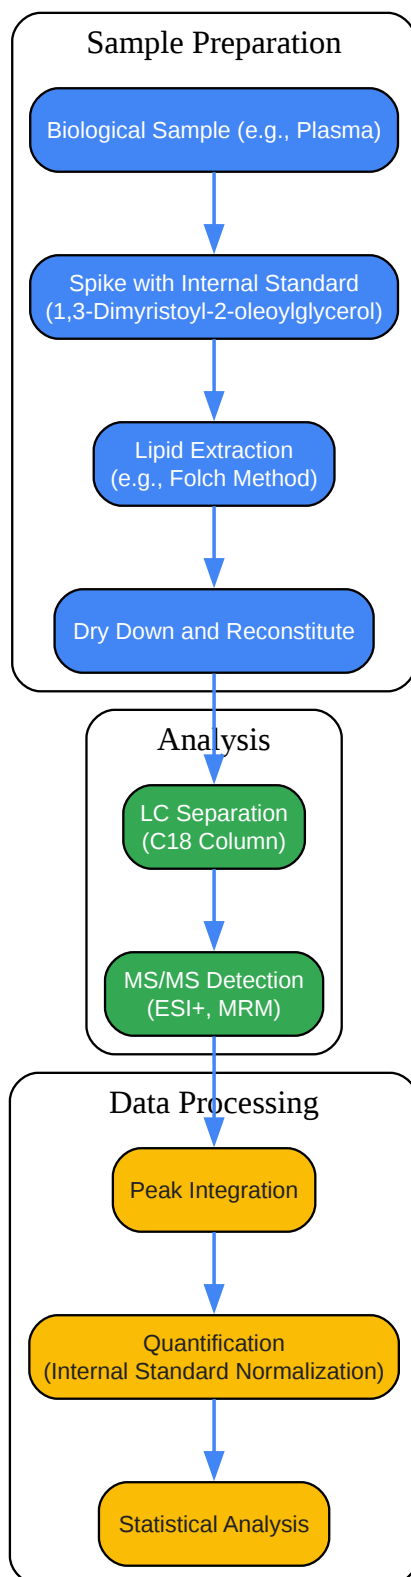 Sample Preparation
Biological Sample (e.g., Plasma)
Spike with Internal Standard
(1,3-Dimyristoyl-2-oleoylglycerol)
Lipid Extraction
(e.g., Folch Method)
Dry Down and Reconstitute
Analysis
LC Separation
(C18 Column)
MS/MS Detection
(ESI+, MRM)
Data Processing
Peak Integration
Quantification
(Internal Standard Normalization)
Statistical Analysis